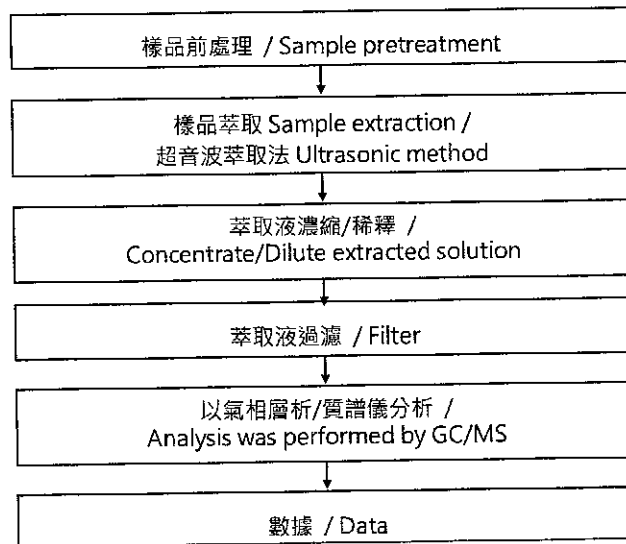 樣品前處理 / Sample pretreatment
樣品萃取 Sample extraction /
超音波萃取法 Ultrasonic method
萃取液濃縮/稀釋 /
Concentrate/Dilute extracted solution
萃取液過濾 / Filter
以氣相層析/質譜儀分析 /
Analysis was performed by GC/MS
數據 / Data